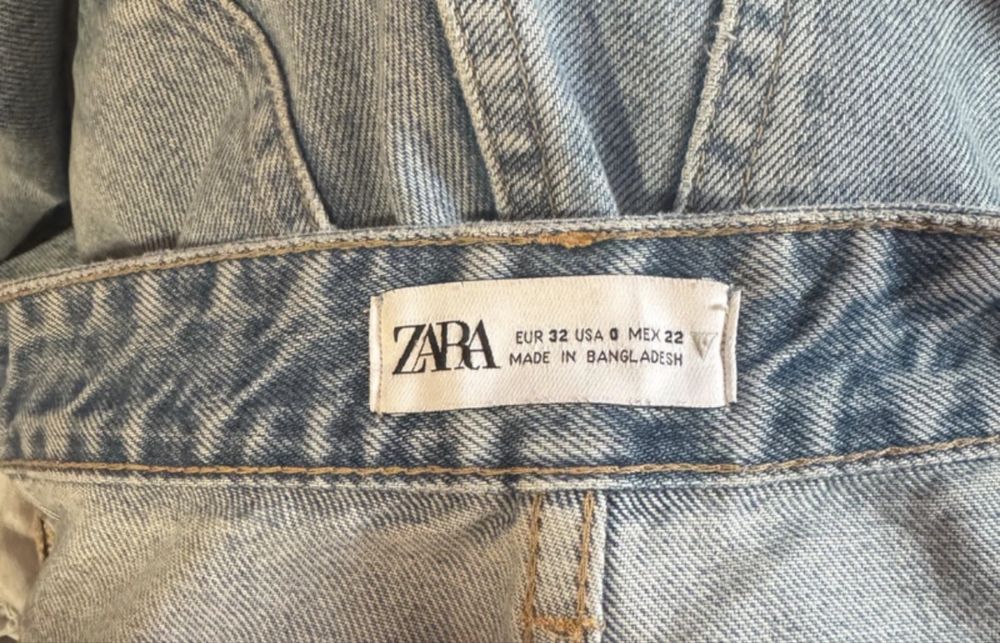 ZARA
EUR 32 USA 0 MEX 22
MADE IN BANGLADESH